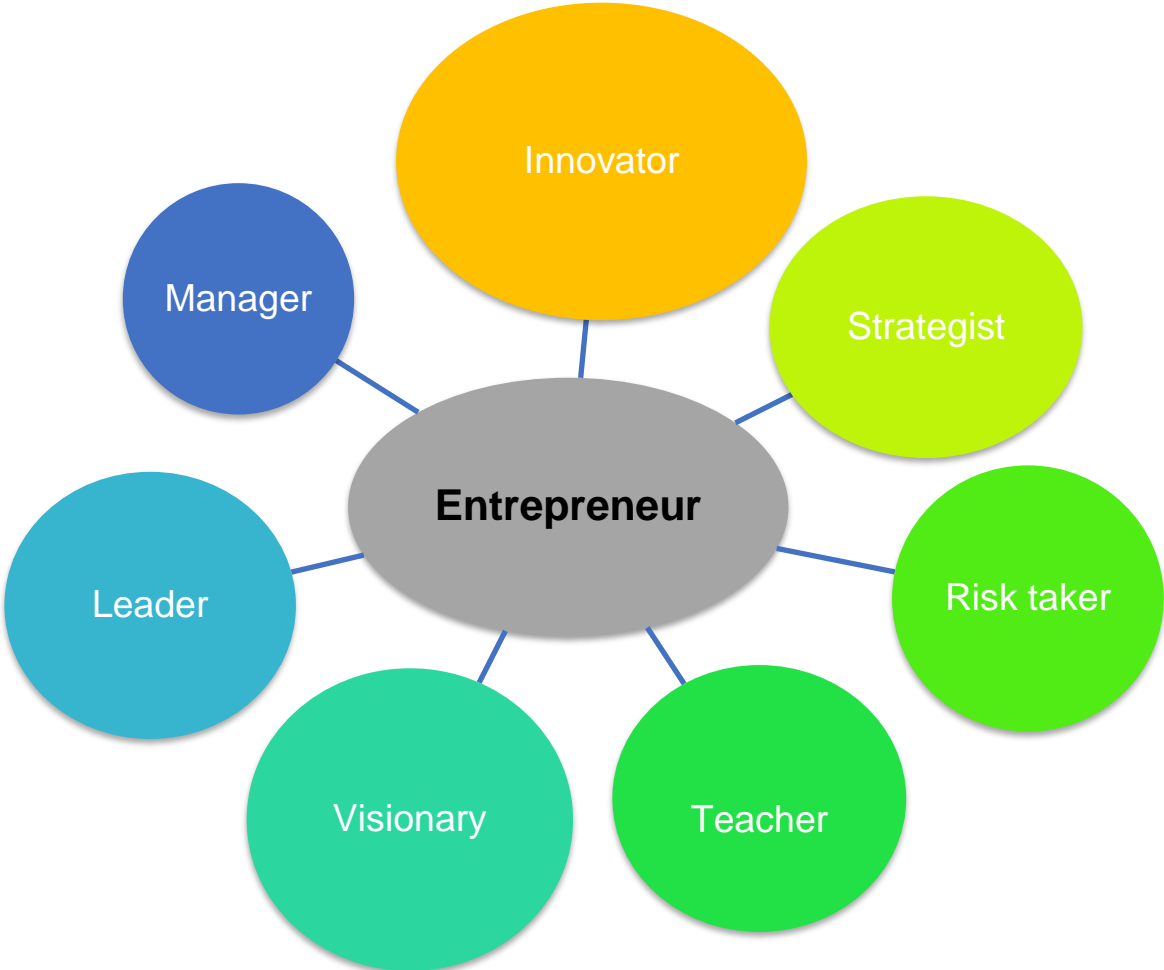 Innovator
Manager
Strategist
Entrepreneur
Leader
Risk taker
Visionary
Teacher